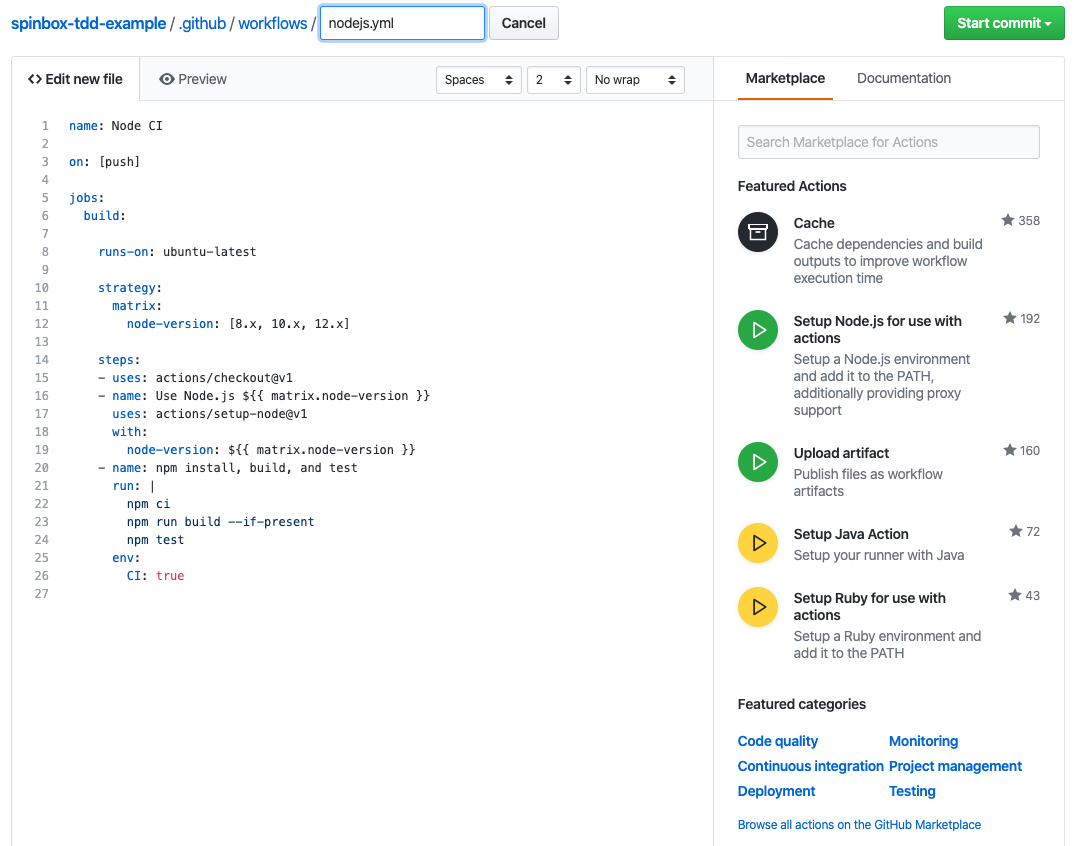 spinbox-tdd-example / .github / workflows / nodejs.yml Cancel Start commit
<> Edit new file Preview Spaces 2 No wrap
1 name: Node CI
2
3 on: [push]
4
5 jobs:
6   build:
7
8     runs-on: ubuntu-latest
9
10     strategy:
11       matrix:
12         node-version: [8.x, 10.x, 12.x]
13
14     steps:
15     - uses: actions/checkout@v1
16     - name: Use Node.js ${{ matrix.node-version }}
17       uses: actions/setup-node@v1
18       with:
19         node-version: ${{ matrix.node-version }}
20     - name: npm install, build, and test
21       run: |
22         npm ci
23         npm run build --if-present
24         npm test
25       env:
26         CI: true
27
Marketplace Documentation
Search Marketplace for Actions
Featured Actions
Cache 358
Cache dependencies and build
outputs to improve workflow
execution time
Setup Node.js for use with 192
actions
Setup a Node.js environment
and add it to the PATH,
additionally providing proxy
support
Upload artifact 160
Publish files as workflow
artifacts
Setup Java Action 72
Setup your runner with Java
Setup Ruby for use with 43
actions
Setup a Ruby environment and
add it to the PATH
Featured categories
Code quality Monitoring
Continuous integration Project management
Deployment Testing
Browse all actions on the GitHub Marketplace